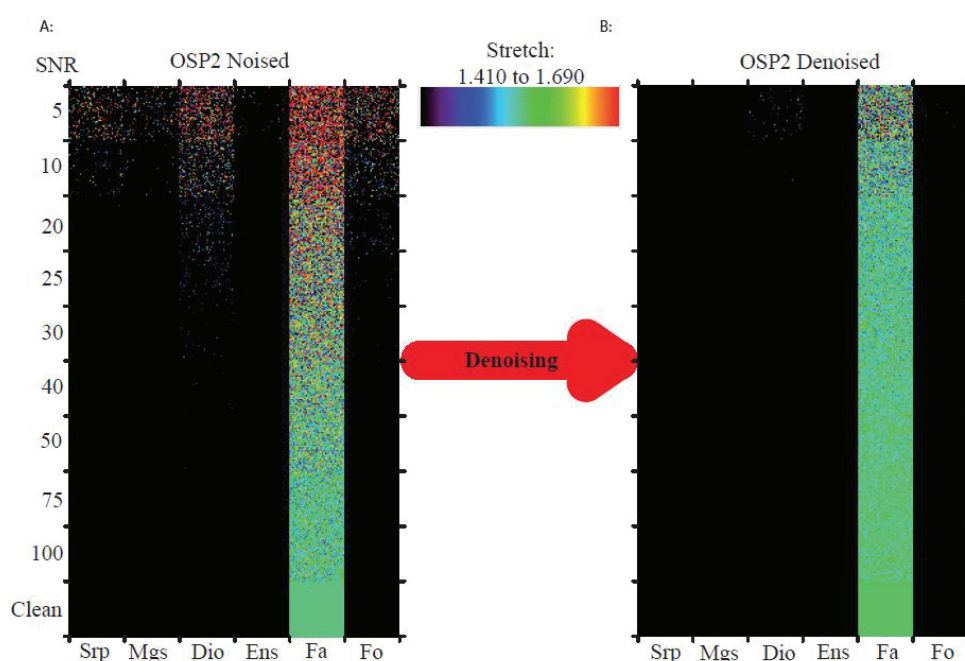 A:
B:
OSP2 Noised
Stretch:
1.410 to 1.690
OSP2 Denoised
SNR
5
10
20
25
30
40
50
75
100
Clean
Denoising
Srp Mgs Dio Ens Fa Fo
Srp Mgs Dio Ens Fa Fo